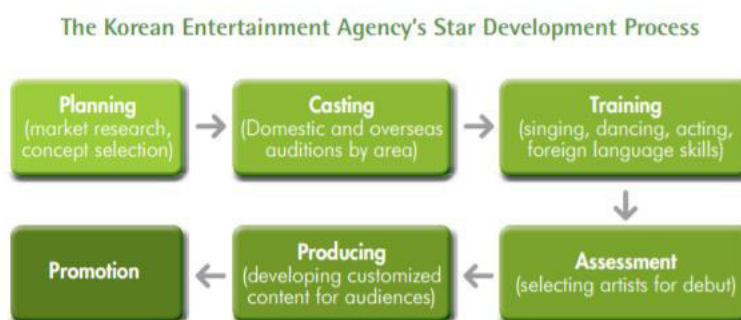 The Korean Entertainment Agency's Star Development Process
Planning
(market research,
concept selection)
Casting
(Domestic and overseas
auditions by area)
Training
(singing, dancing, acting,
foreign language skills)
Assessment
(selecting artists for debut)
Producing
(developing customized
content for audiences)
Promotion